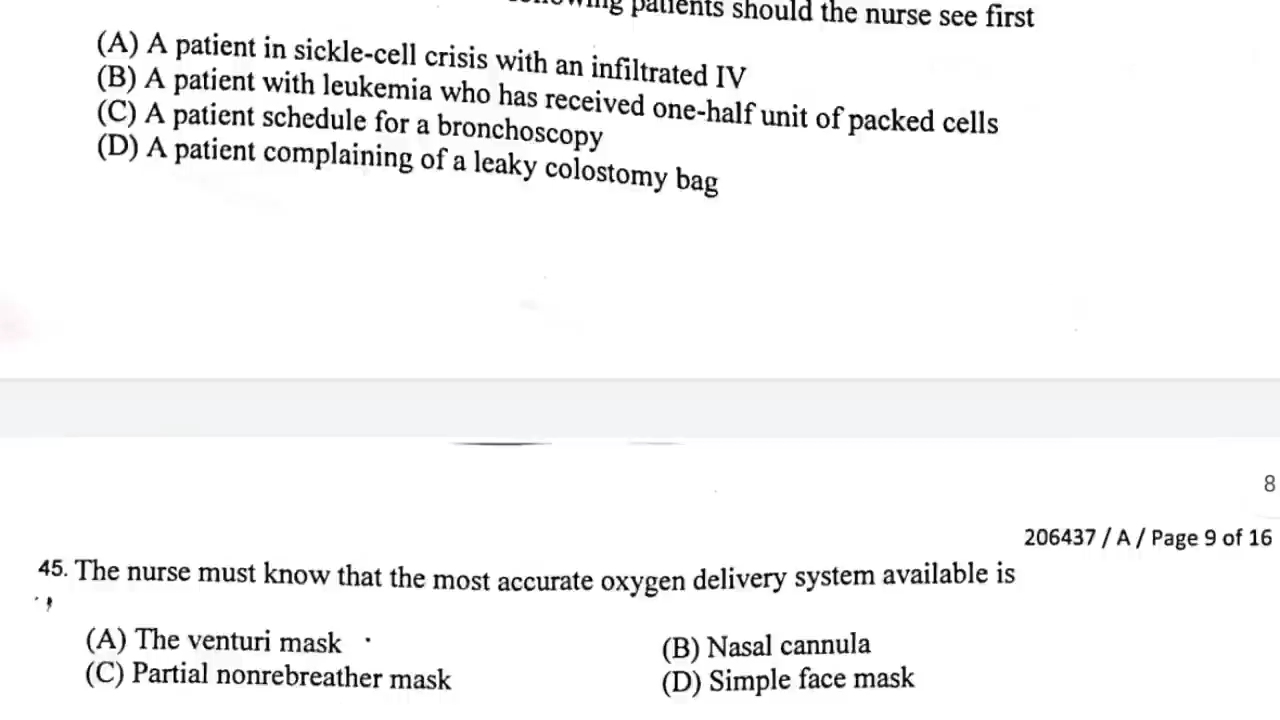 patients should the nurse see first
(A) A patient in sickle-cell crisis with an infiltrated IV
(B) A patient with leukemia who has received one-half unit of packed cells
(C) A patient schedule for a bronchoscopy
(D) A patient complaining of a leaky colostomy bag
8
206437 / A / Page 9 of 16
45. The nurse must know that the most accurate oxygen delivery system available is
(A) The venturi mask
(B) Nasal cannula
(C) Partial nonrebreather mask
(D) Simple face mask